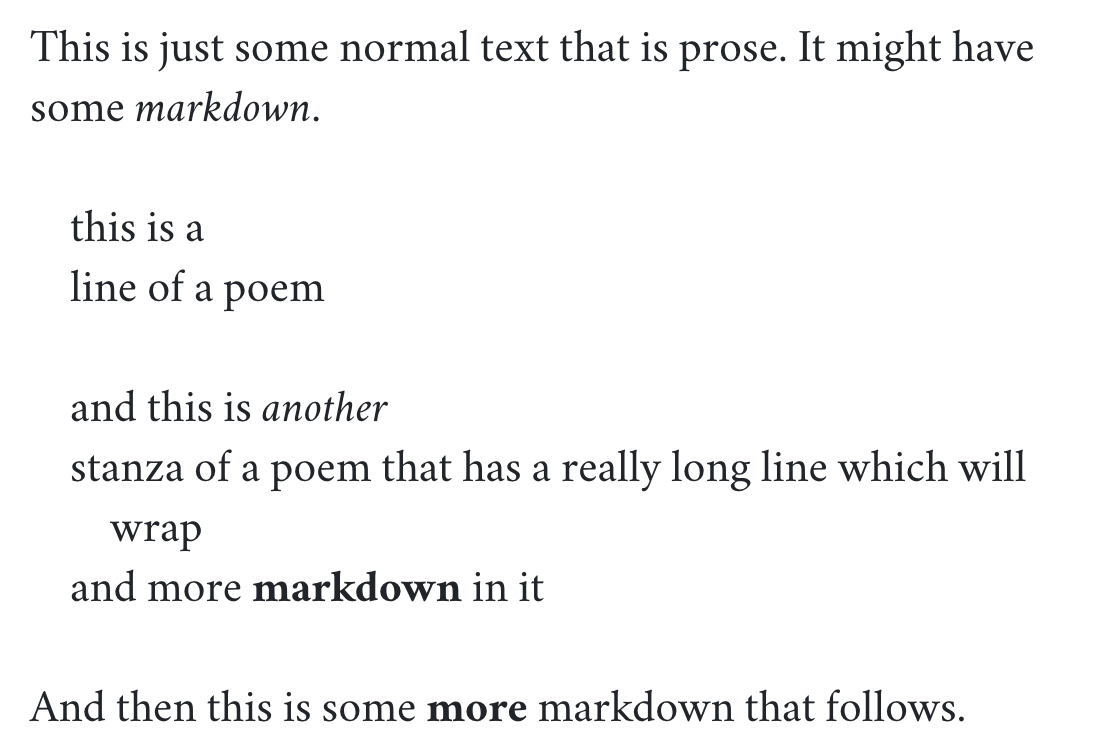 This is just some normal text that is prose. It might have
some markdown.
this is a
line of a poem
and this is another
stanza of a poem that has a really long line which will
wrap
and more markdown in it
And then this is some more markdown that follows.